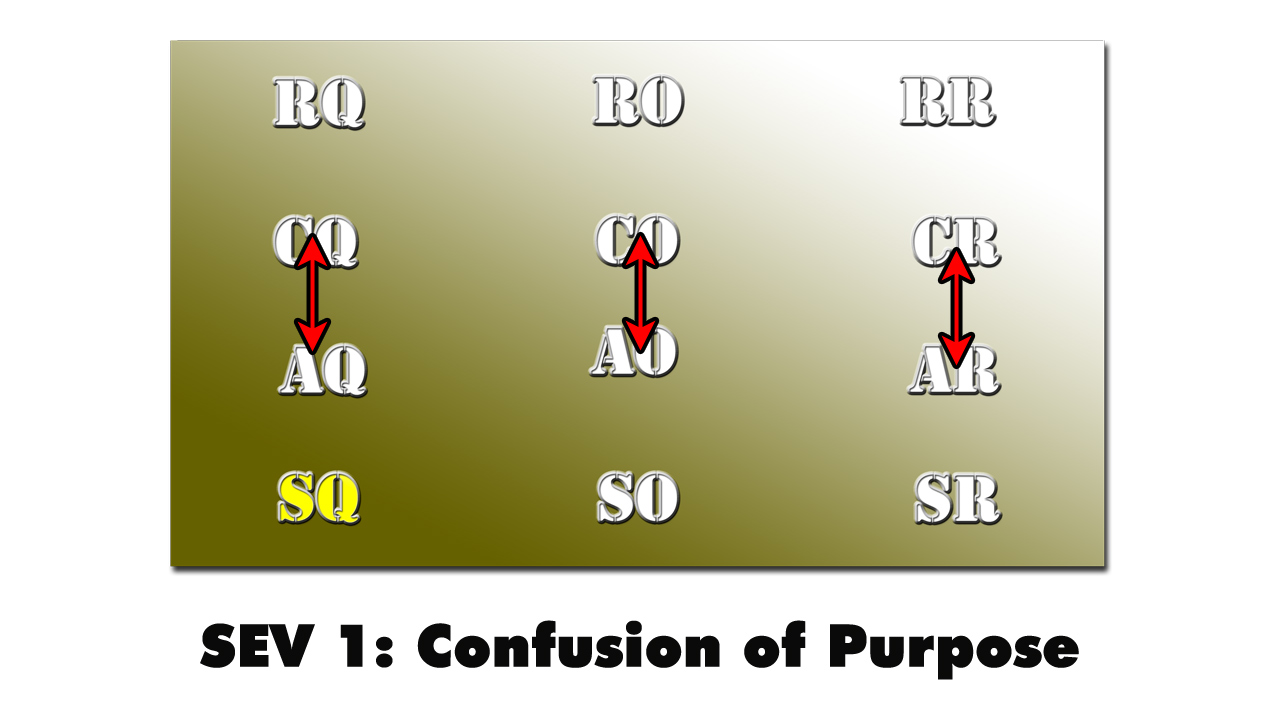 RQ RO RR
CQ CO CR
AQ AO AR
SQ SO SR
SEV 1: Confusion of Purpose